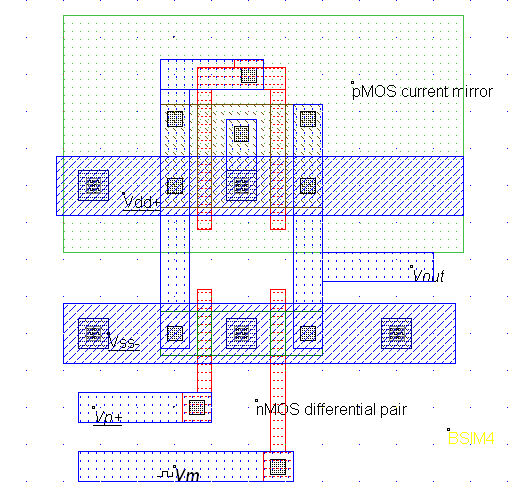 pMOS current mirror
Vdd+
Vout
Vss-
Vp+
nMOS differential pair
BSIM4
Vm